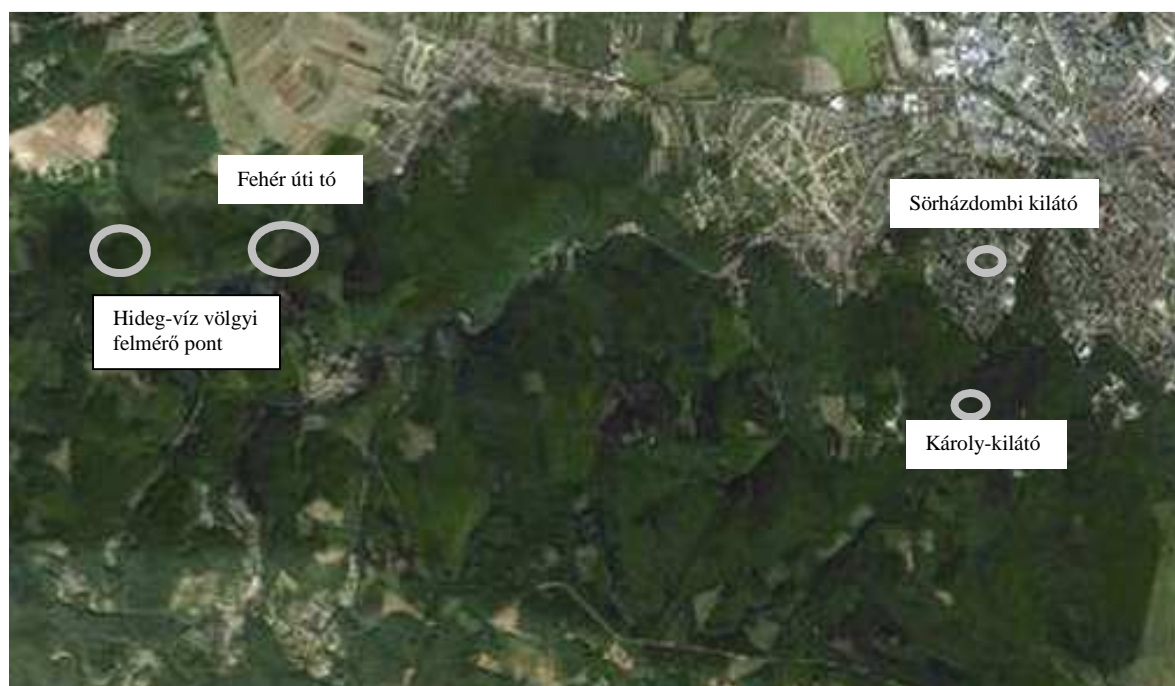 Fehér úti tó
Sörházdombi kilátó
Hideg-víz völgyi
felmérő pont
Károly-kilátó